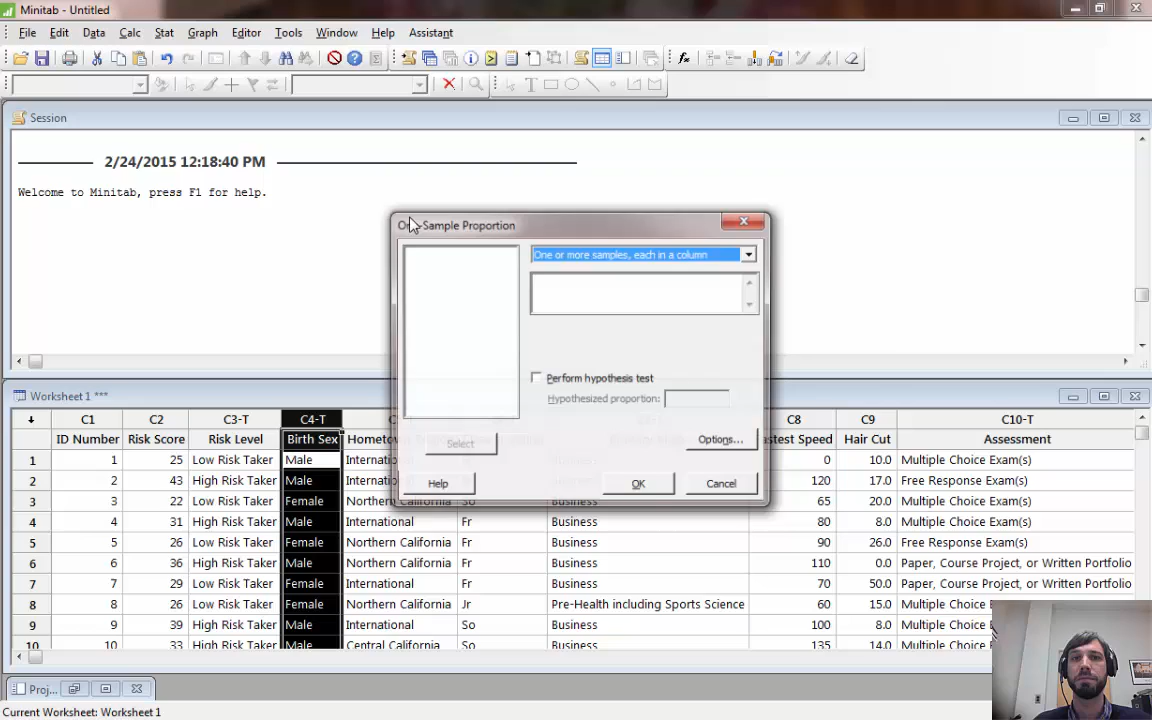 Minitab - Untitled
File Edit Data Calc Stat Graph Editor Tools Window Help Assistant
Session
2/24/2015 12:18:40 PM
Welcome to Minitab, press F1 for help.
One-Sample Proportion
One or more samples, each in a column
Perform hypothesis test
Hypothesized proportion:
Select
Options...
Help
OK
Cancel
Worksheet 1 ***
C1 C2 C3-T C4-T C8 C9 C10-T
ID Number Risk Score Risk Level Birth Sex Hometown Fastest Speed Hair Cut Assessment
1 1 25 Low Risk Taker Male International 0 10.0 Multiple Choice Exam(s)
2 2 43 High Risk Taker Male International 120 17.0 Free Response Exam(s)
3 3 22 Low Risk Taker Female Northern California So Business 65 20.0 Multiple Choice Exam(s)
4 4 31 High Risk Taker Male International Fr Business 80 8.0 Multiple Choice Exam(s)
5 5 26 Low Risk Taker Female Northern California Fr Business 90 26.0 Free Response Exam(s)
6 6 36 High Risk Taker Male Northern California Fr Business 110 0.0 Paper, Course Project, or Written Portfolio
7 7 29 Low Risk Taker Female International Fr Business 70 50.0 Paper, Course Project, or Written Portfolio
8 8 26 Low Risk Taker Female Northern California Jr Pre-Health including Sports Science 60 15.0 Multiple Choice
9 9 39 High Risk Taker Male International So Business 100 8.0 Multiple Choice
10 10 33 High Risk Taker Male Central California So Business 135 14.0 Multiple Choice
Proj...
Current Worksheet: Worksheet 1